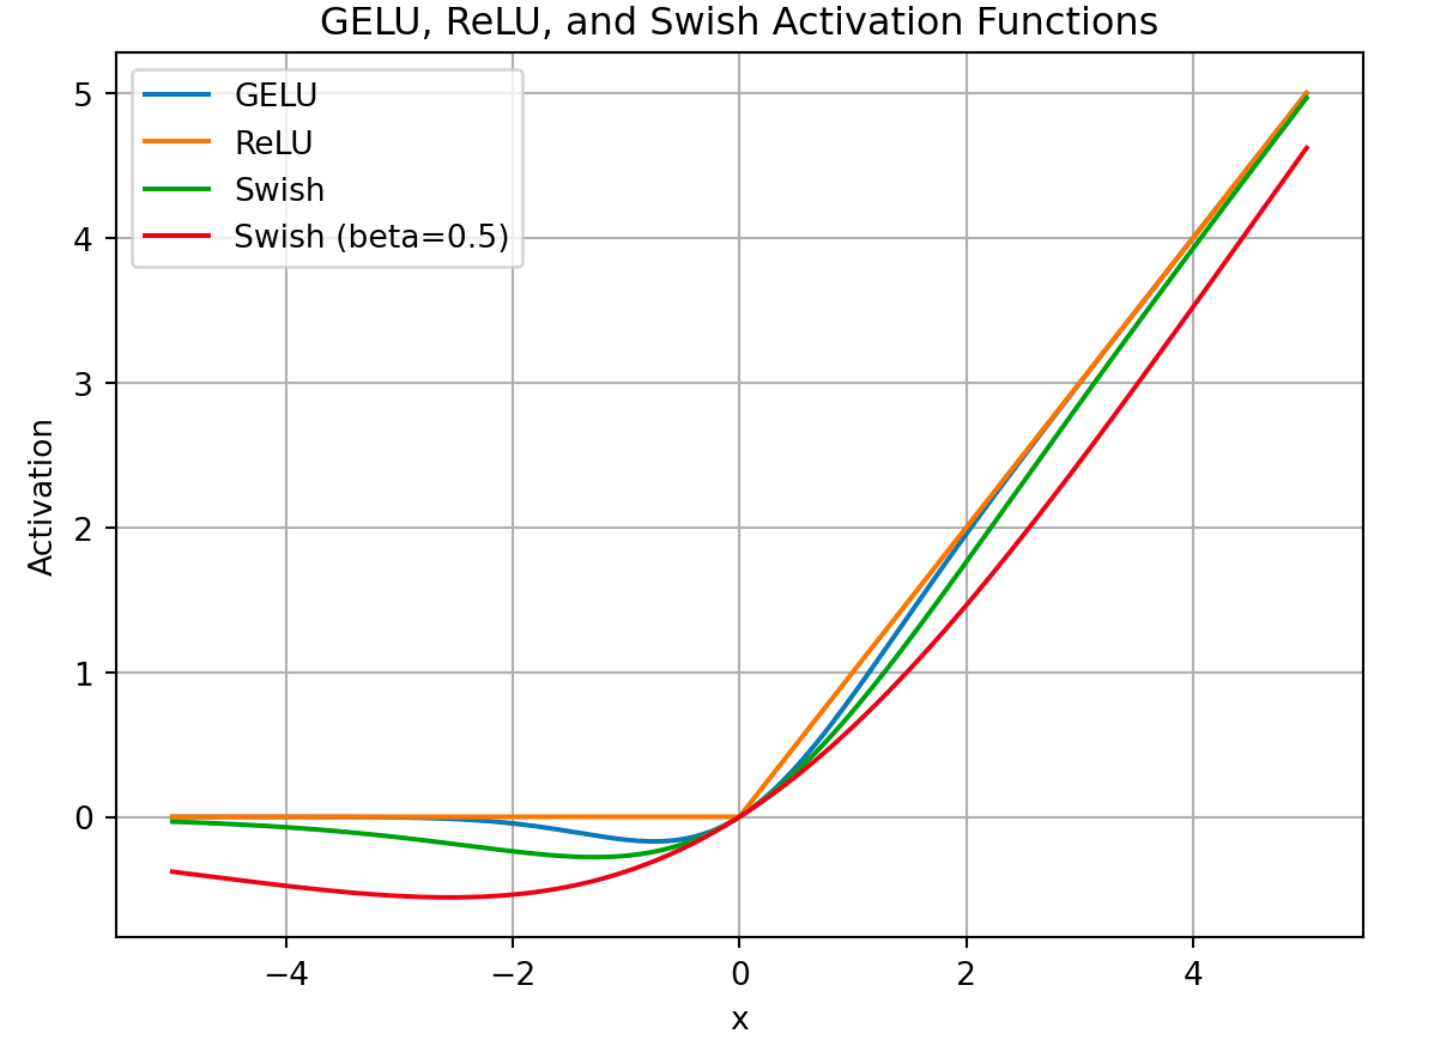 GELU, ReLU, and Swish Activation Functions
GELU
ReLU
Swish
Swish (beta=0.5)
5
4
3
2
1
0
Activation
−4
−2
0
2
4
x